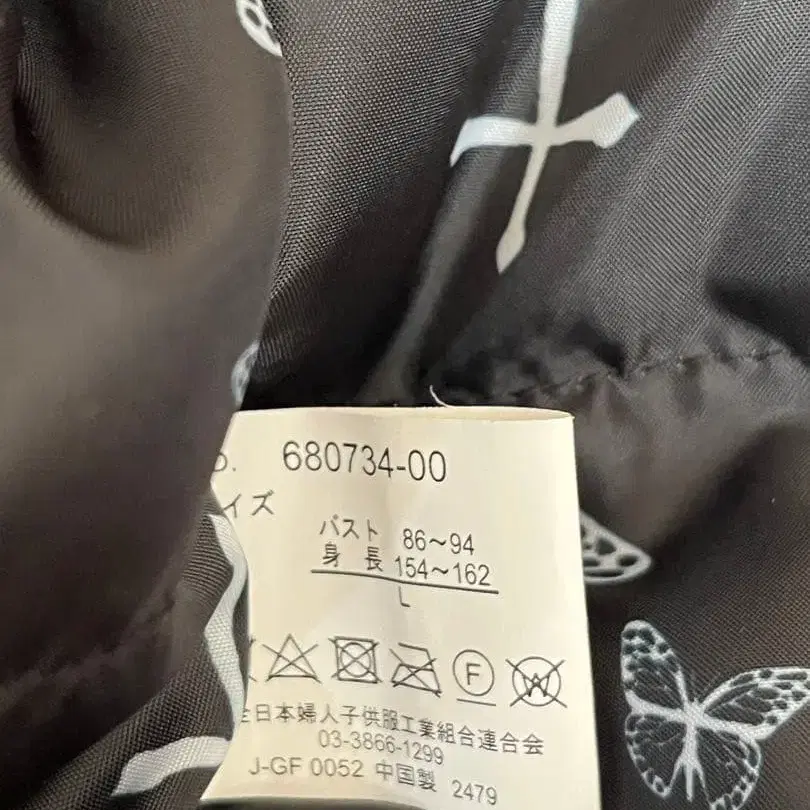 680734-00
イズ
バスト 86~94
身長 154~162
L
F W
日本婦人子供服工業組合連合会
03-3866-1299
J-GF 0052 中国製 2479